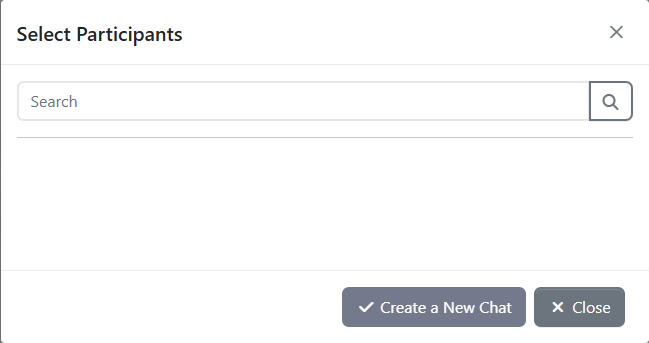 Select Participants
Search
Create a New Chat
Close